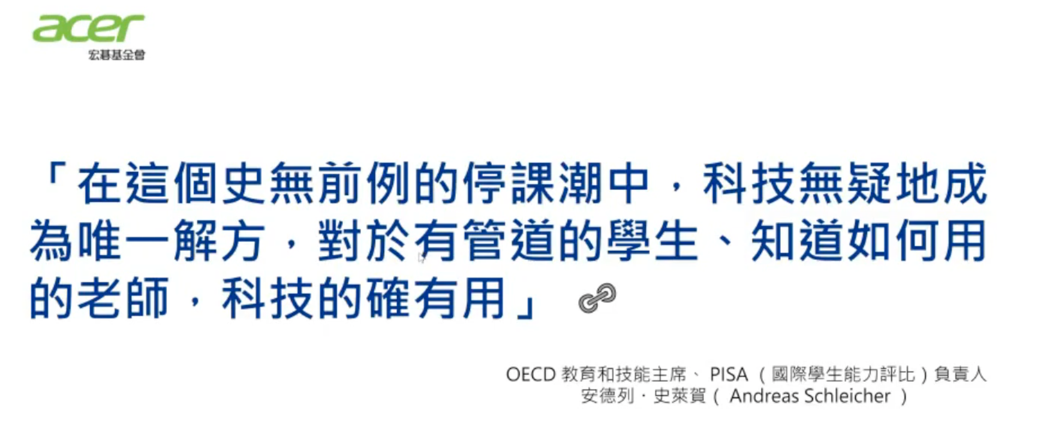 acer
宏碁基金會
「在這個史無前例的停課潮中，科技無疑地成
為唯一解方，對於有管道的學生、知道如何用
的老師，科技的確有用」
OECD 教育和技能主席、 PISA （國際學生能力評比）負責人
安德列．史萊賀（ Andreas Schleicher ）